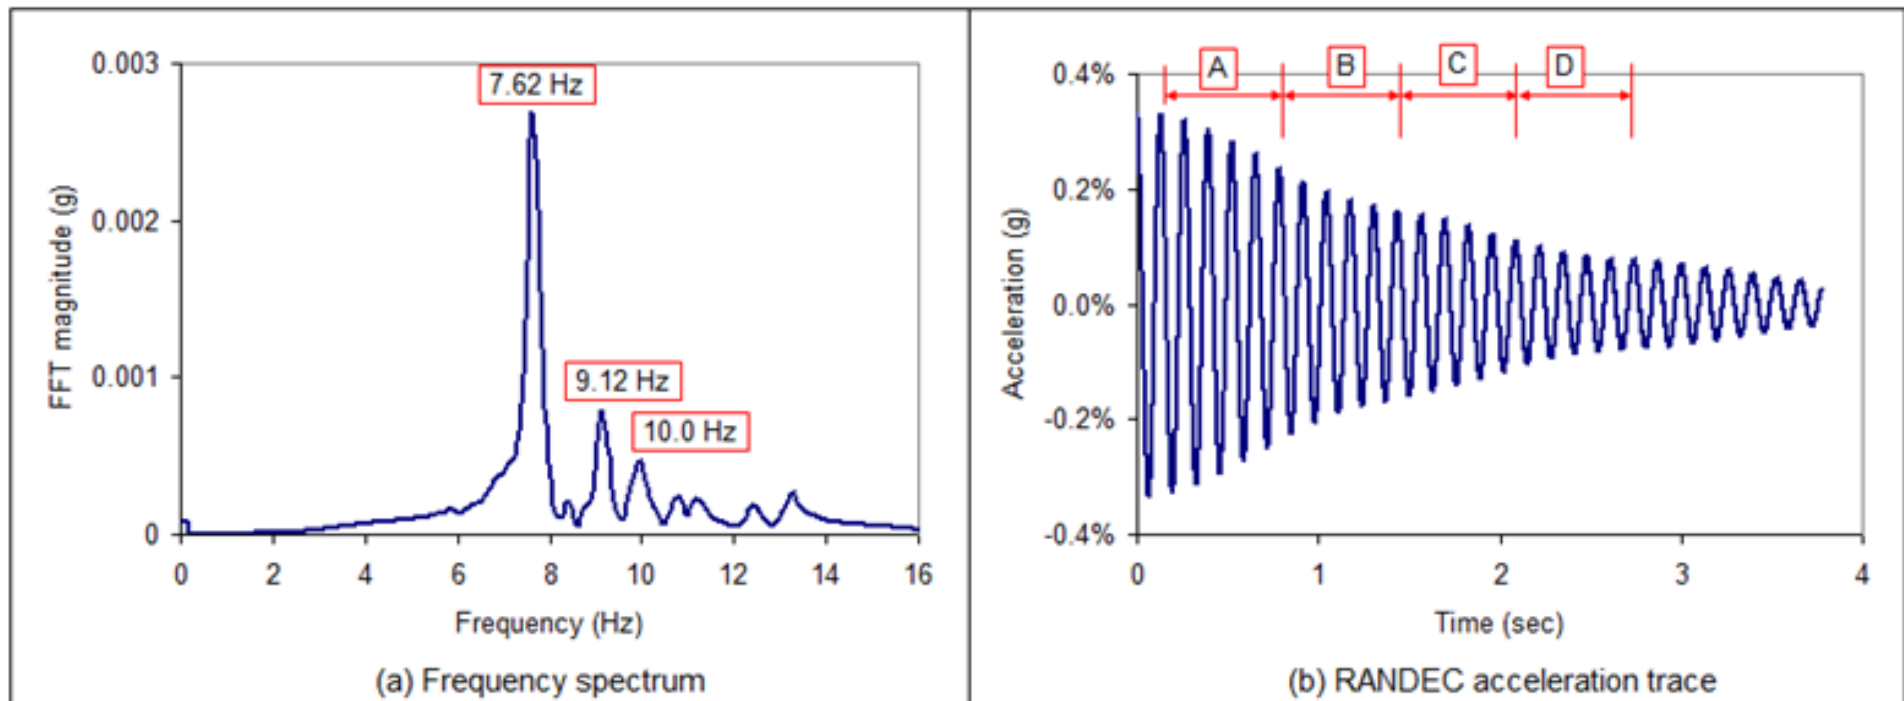 0.003
0.002
0.001
0
FFT magnitude (g)
7.62 Hz
9.12 Hz
10.0 Hz
0 2 4 6 8 10 12 14 16
Frequency (Hz)
(a) Frequency spectrum
A B C D
0.4%
0.2%
0.0%
-0.2%
-0.4%
Acceleration (g)
0 1 2 3 4
Time (sec)
(b) RANDEC acceleration trace